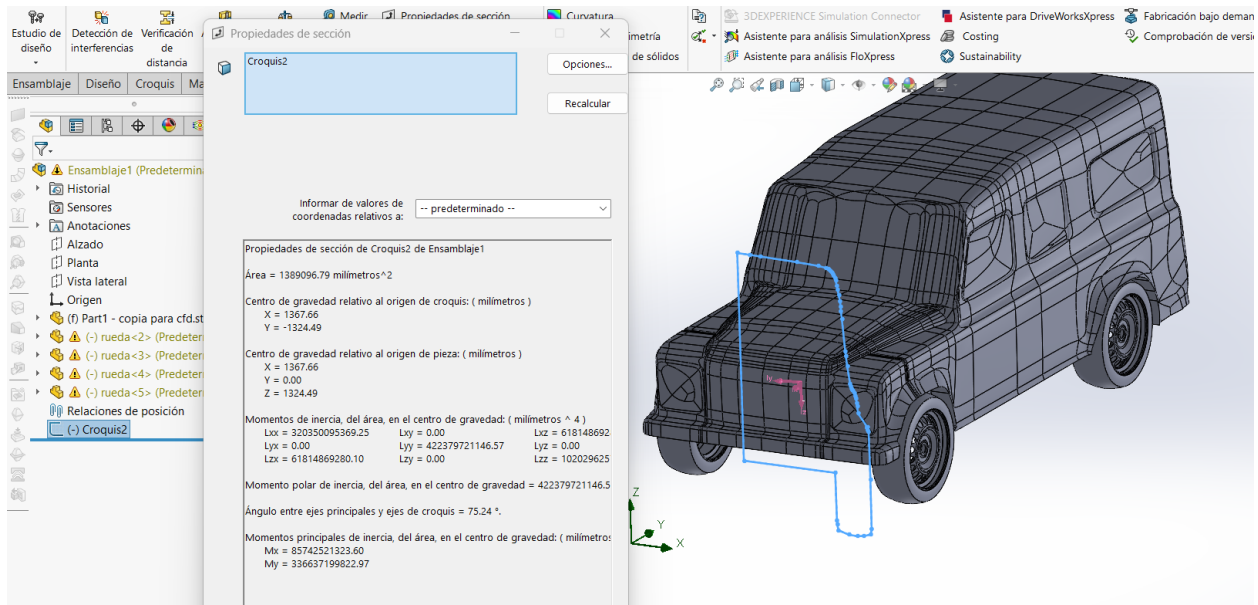 Medir
Propiedades de sección
Curvatura
3DEXPERIENCE Simulation Connector
Asistente para DriveWorksXpress
Fabricación bajo deman
Estudio de
diseño
Detección de
interferencias
Verificación
de
distancia
imetría
Asistente para análisis SimulationXpress
Costing
Comprobación de versi
de sólidos
Asistente para análisis FloXpress
Sustainability
Ensamblaje
Diseño
Croquis
Ma
Propiedades de sección
Croquis2
Opciones...
Recalcular
Informar de valores de
coordenadas relativos a:
-- predeterminado --
Ensamblaje1 (Predetermin
Historial
Sensores
Anotaciones
Alzado
Planta
Vista lateral
Origen
(f) Part1 - copia para cfd.st
(-) rueda<2> (Predeter
(-) rueda<3> (Predeter
(-) rueda<4> (Predeter
(-) rueda<5> (Predeter
Relaciones de posición
(-) Croquis2
Propiedades de sección de Croquis2 de Ensamblaje1
Área = 1389096.79 milímetros^2
Centro de gravedad relativo al origen de croquis: ( milímetros )
X = 1367.66
Y = -1324.49
Centro de gravedad relativo al origen de pieza: ( milímetros )
X = 1367.66
Y = 0.00
Z = 1324.49
Momentos de inercia, del área, en el centro de gravedad: ( milímetros ^ 4 )
Lxx = 320350095369.25 Lxy = 0.00 Lxz = 618148692
Lyx = 0.00 Lyy = 422379721146.57 Lyz = 0.00
Lzx = 61814869280.10 Lzy = 0.00 Lzz = 102029625
Momento polar de inercia, del área, en el centro de gravedad = 422379721146.5
Ángulo entre ejes principales y ejes de croquis = 75.24 °.
Momentos principales de inercia, del área, en el centro de gravedad: ( milímetros
Mx = 85742521323.60
My = 336637199822.97
Z
Y
X